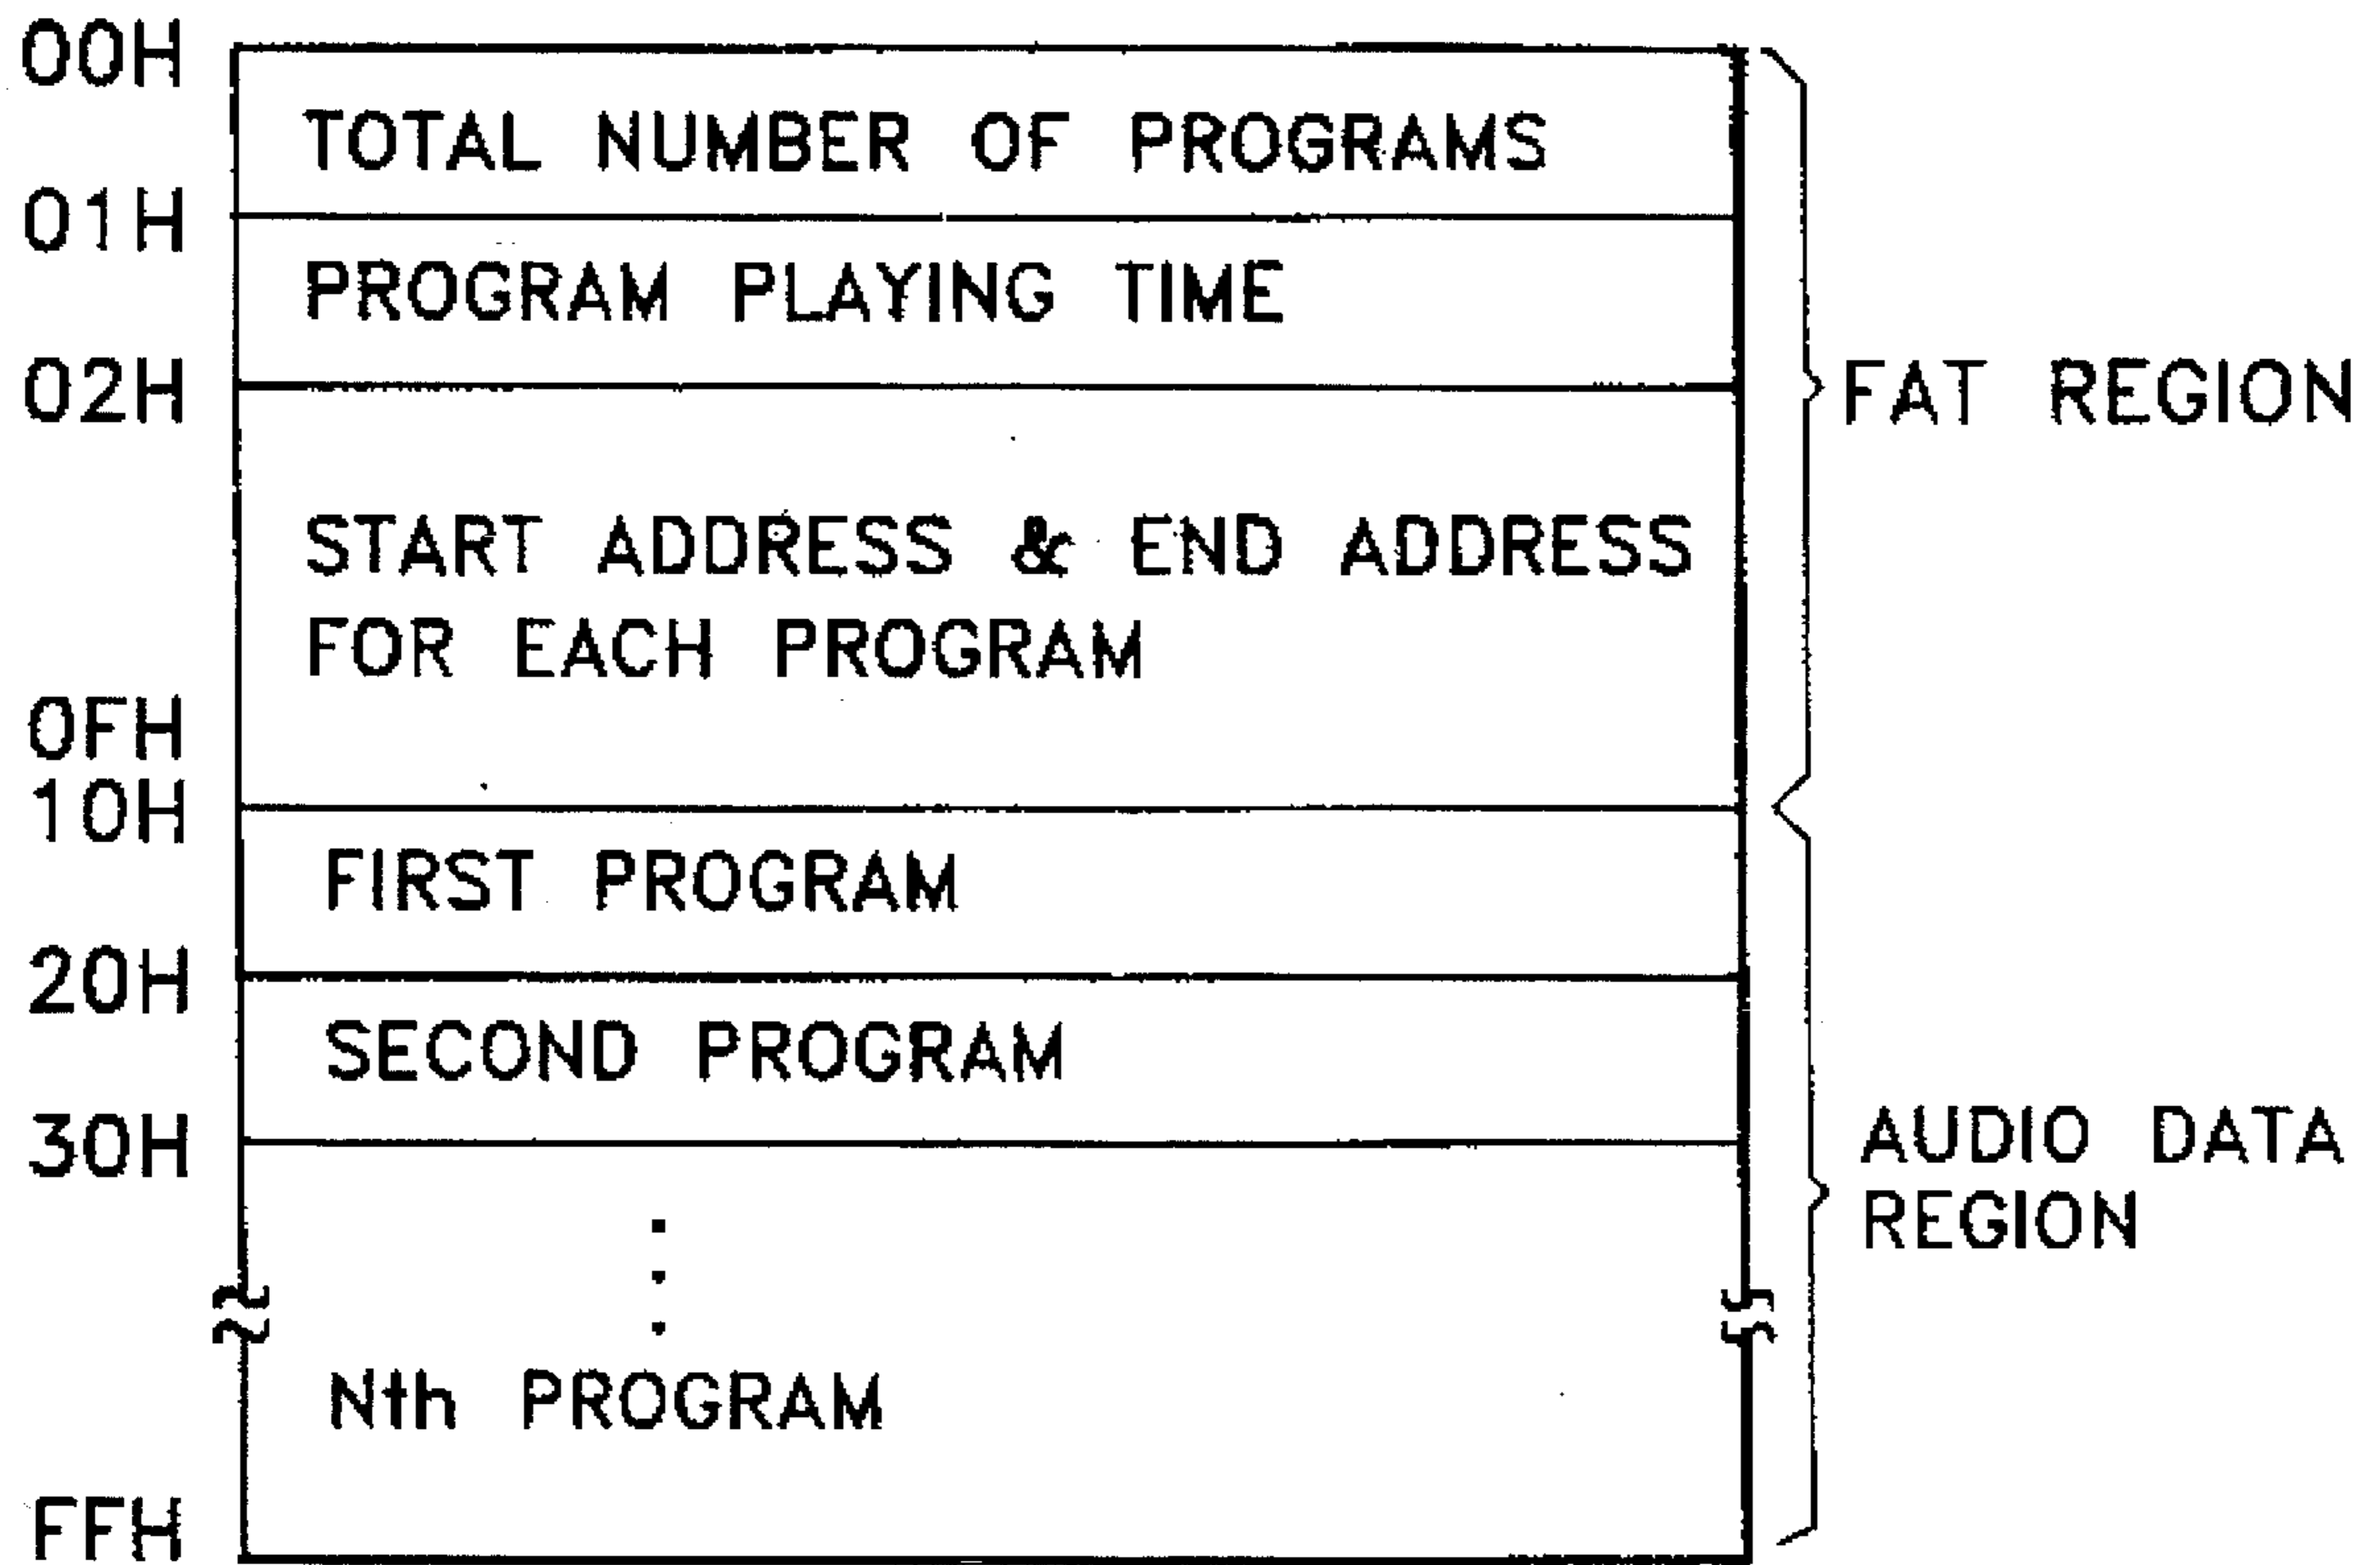 00H
TOTAL NUMBER OF PROGRAMS
01H
PROGRAM PLAYING TIME
02H
FAT REGION
START ADDRESS & END ADDRESS
FOR EACH PROGRAM
0FH
10H
FIRST PROGRAM
20H
SECOND PROGRAM
30H
AUDIO DATA
REGION
Nth PROGRAM
FFH